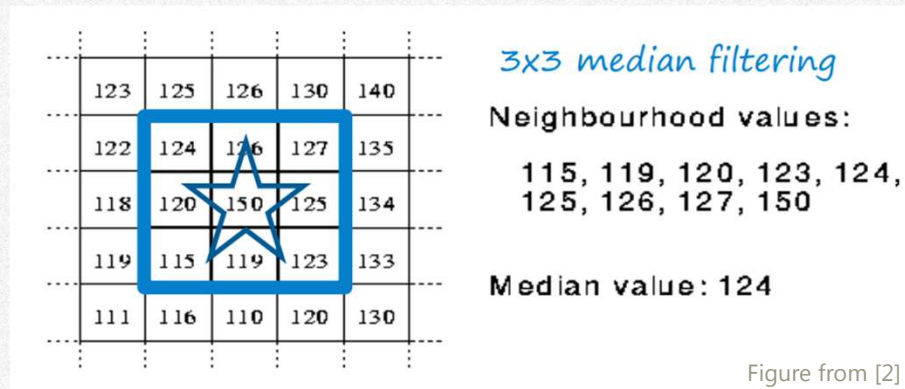 123 125 126 130 140
122 124 126 127 135
118 120 150 125 134
119 115 119 123 133
111 116 110 120 130
3x3 median filtering
Neighbourhood values:
115, 119, 120, 123, 124,
125, 126, 127, 150
Median value: 124
Figure from [2]